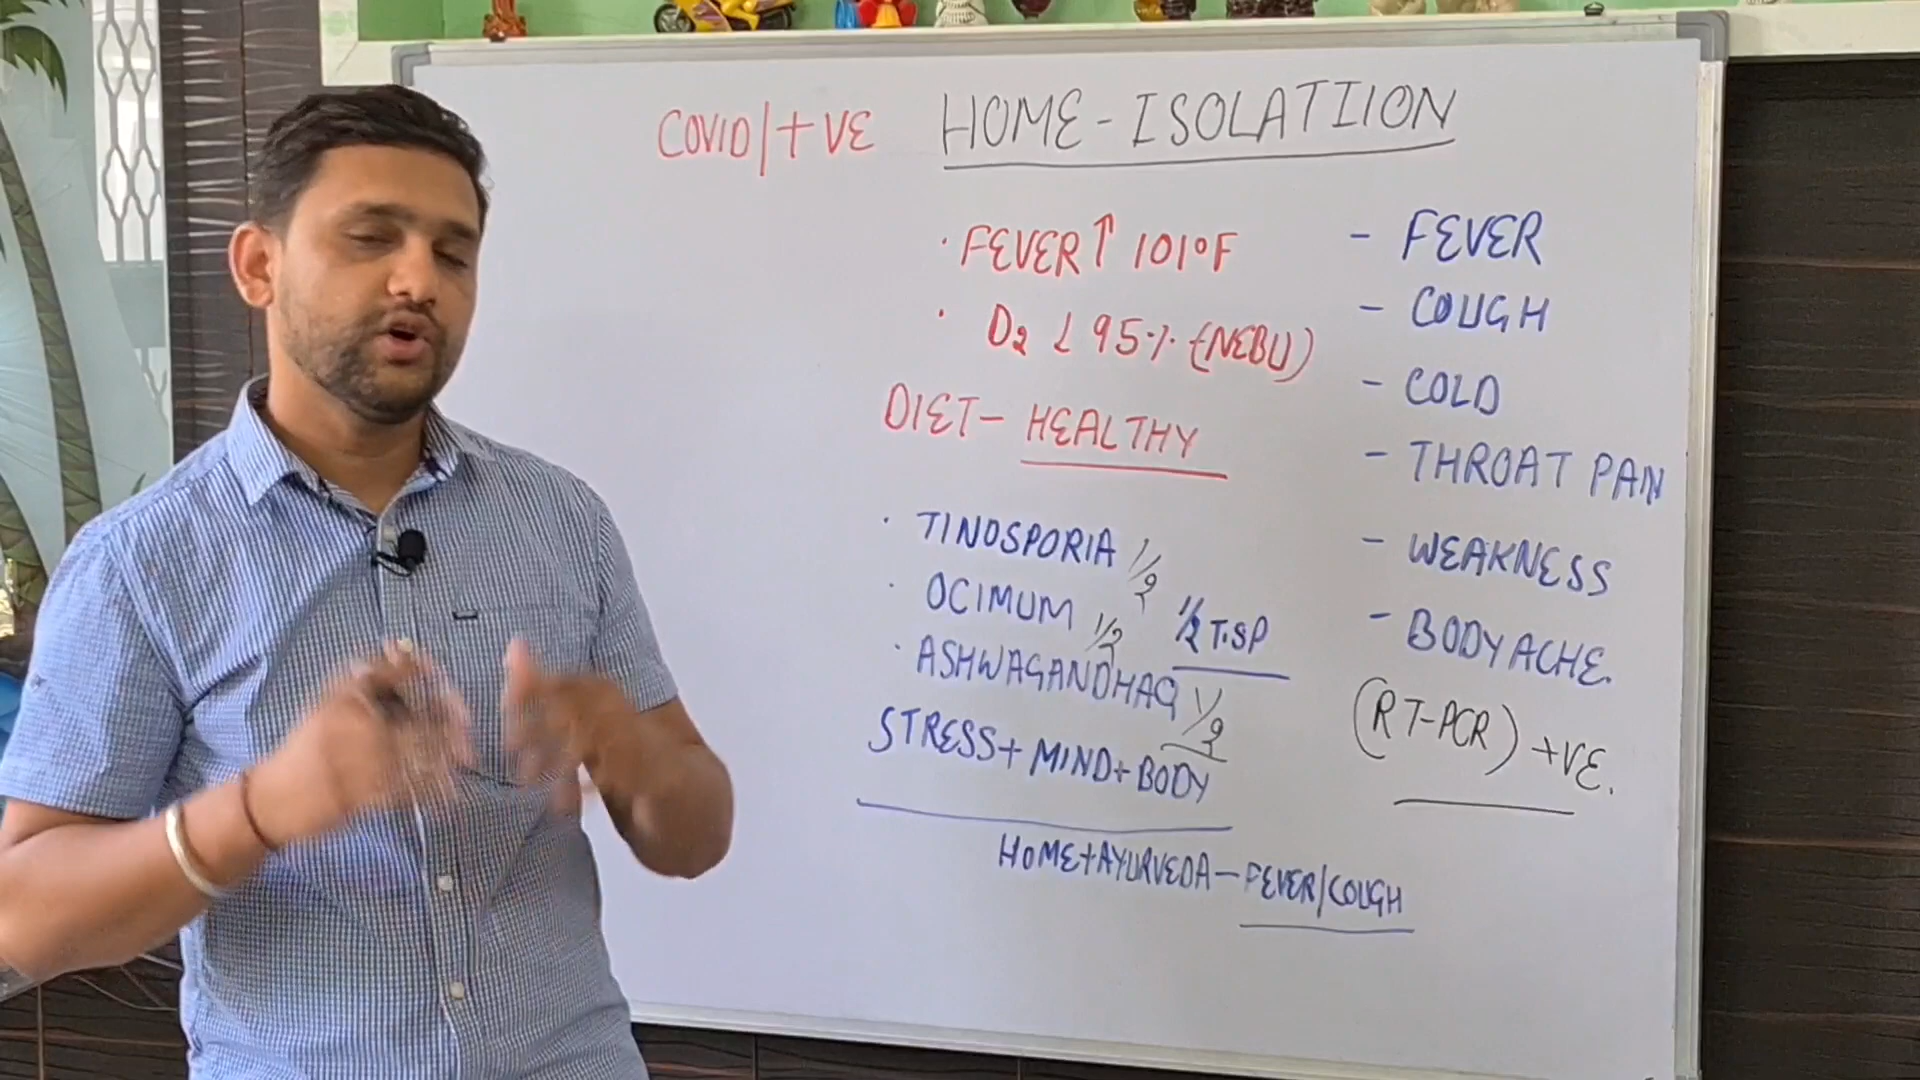 COVID/+VE HOME-ISOLATIION
· FEVER↑ 101°F
· O2 < 95% (NEBU)
DIET- HEALTHY
· TINOSPORIA 1/2
· OCIMUM 1/2
1/2 T.SP
· ASHWAGANDHAQ 1/2
STRESS+MIND+BODY
HOME+AYURVEDA-FEVER/COUGH
- FEVER
- COUGH
- COLD
- THROAT PAN
- WEAKNESS
- BODYACHE.
(RT-PCR) +VE.